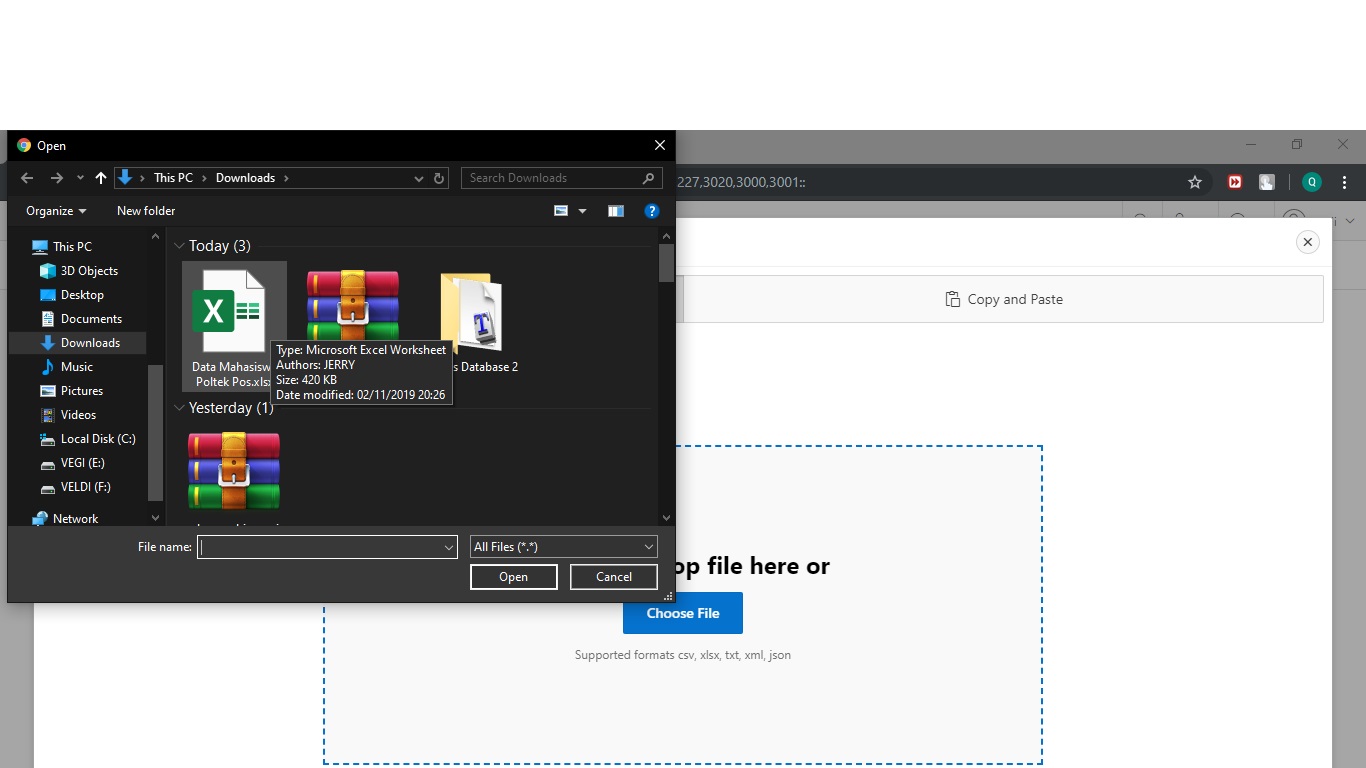 Open
This PC
Downloads
Search Downloads
227,3020,3000,3001::
Q
Organize
New folder
?
This PC
3D Objects
Desktop
Documents
Downloads
Music
Pictures
Videos
Local Disk (C:)
VEGI (E:)
VELDI (F:)
Network
Today (3)
X
Data Mahasisw
Poltek Pos.xls
T
s Database 2
Type: Microsoft Excel Worksheet
Authors: JERRY
Size: 420 KB
Date modified: 02/11/2019 20:26
Yesterday (1)
File name:
All Files (*.*)
Open
Cancel
Copy and Paste
op file here or
Choose File
Supported formats csv, xlsx, txt, xml, json